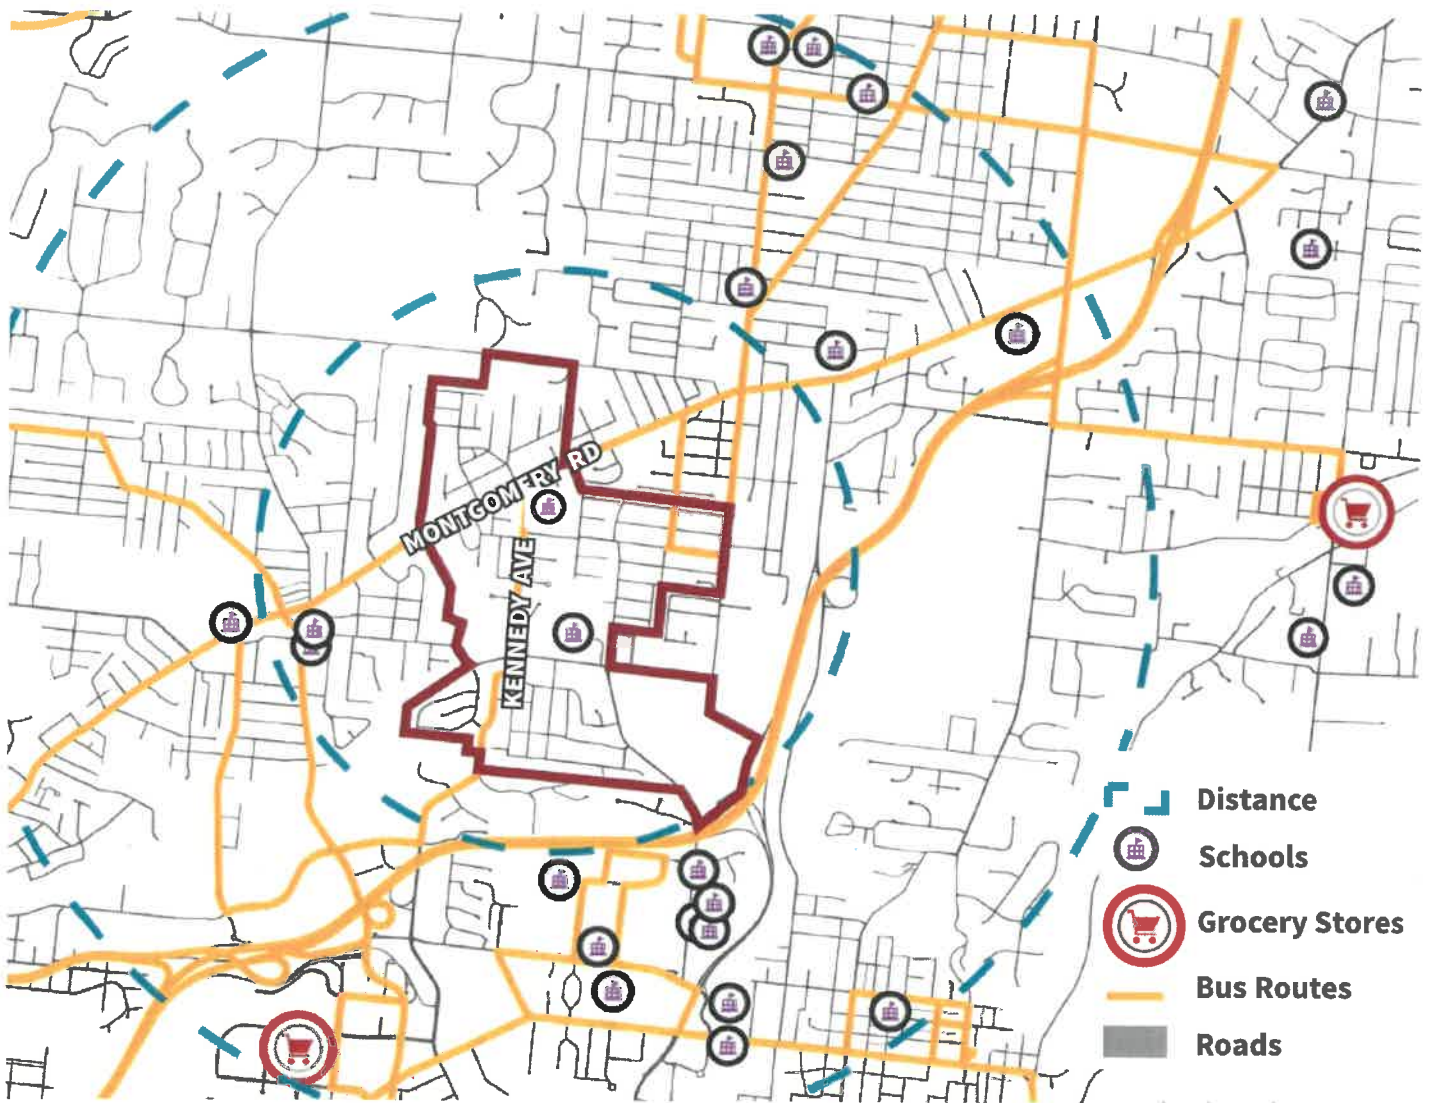 MONTGOMERY RD
KENNEDY AVE
Distance
Schools
Grocery Stores
Bus Routes
Roads